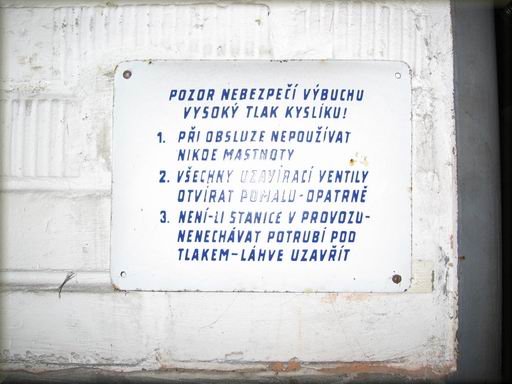 POZOR NEBEZPEČÍ VÝBUCHU
VYSOKÝ TLAK KYSLÍKU!
1. PŘI OBSLUZE NEPOUŽÍVAT
NIKDE MASTNOTY
2. VŠECHNY UZAVÍRACÍ VENTILY
OTVÍRAT POMALU-OPATRNĚ
3. NENÍ-LI STANICE V PROVOZU-
NENECHÁVAT POTRUBÍ POD
TLAKEM-LÁHVE UZAVŘÍT